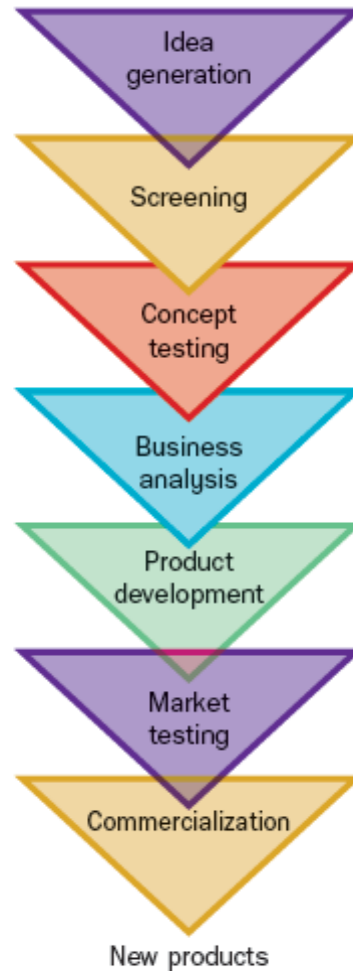 Idea
generation
Screening
Concept
testing
Business
analysis
Product
development
Market
testing
Commercialization
New products